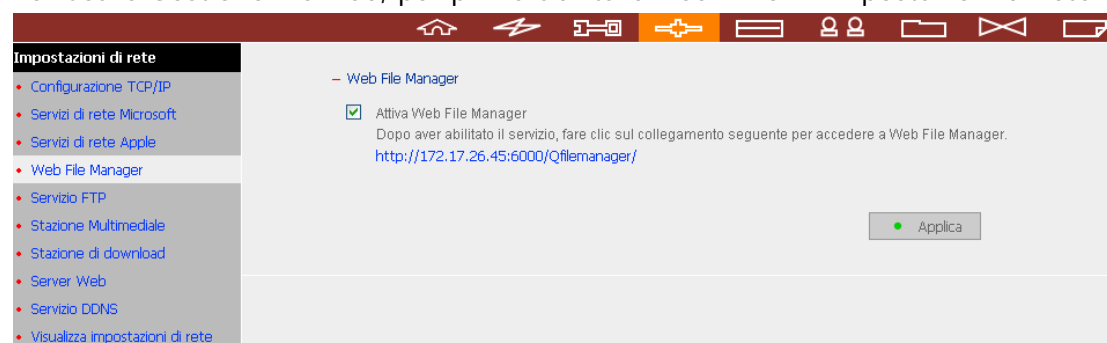 Impostazioni di rete
Configurazione TCP/IP
Servizi di rete Microsoft
Servizi di rete Apple
Web File Manager
Servizio FTP
Stazione Multimediale
Stazione di download
Server Web
Servizio DDNS
Visualizza impostazioni di rete
– Web File Manager
Attiva Web File Manager
Dopo aver abilitato il servizio, fare clic sul collegamento seguente per accedere a Web File Manager.
http://172.17.26.45:6000/Qfilemanager/
Applica